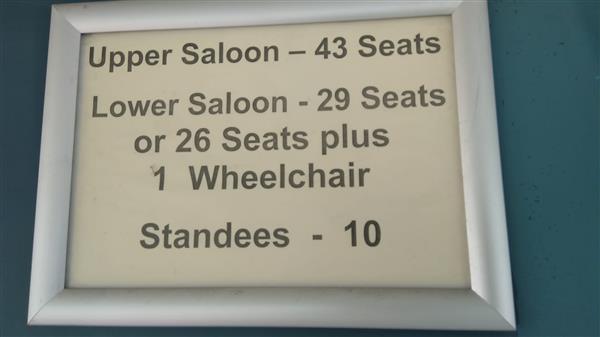 Upper Saloon – 43 Seats
Lower Saloon - 29 Seats
or 26 Seats plus
1 Wheelchair
Standees - 10